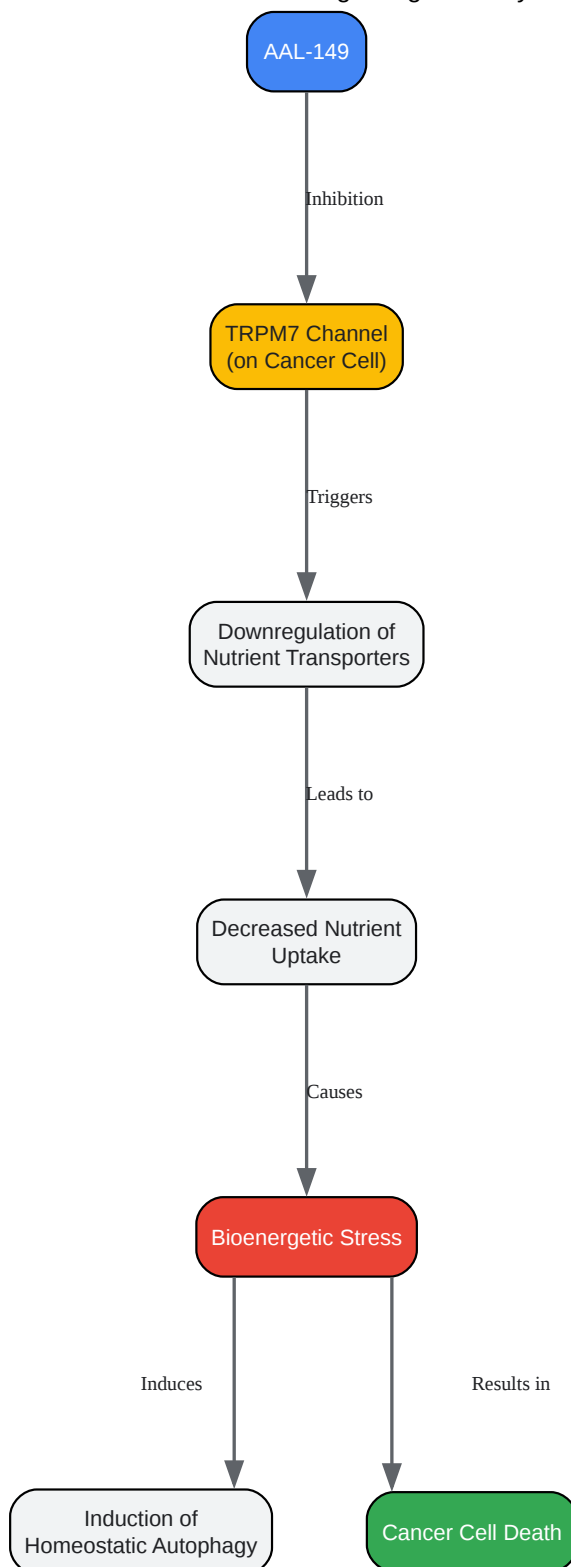 AAL-149
Inhibition
TRPM7 Channel
(on Cancer Cell)
Triggers
Downregulation of
Nutrient Transporters
Leads to
Decreased Nutrient
Uptake
Causes
Bioenergetic Stress
Induces
Results in
Induction of
Homeostatic Autophagy
Cancer Cell Death